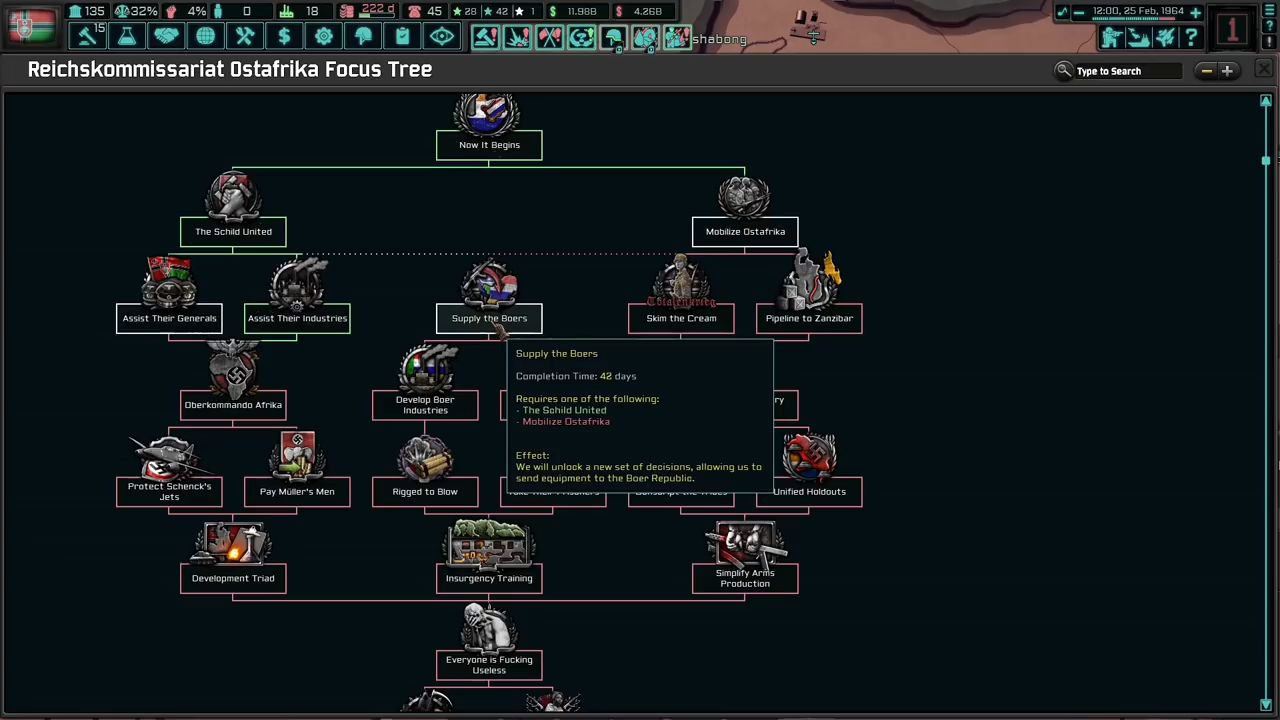 135
32%
4%
0
18
222 d
45
28
42
1
$ 11.988
$ 4.268
12:00, 25 Feb, 1964
15
shabong
1
Reichskommissariat Ostafrika Focus Tree
Type to Search
Now It Begins
The Schild United
Mobilize Ostafrika
Assist Their Generals
Assist Their Industries
Supply the Boers
Totalenkrieg
Skim the Cream
Pipeline to Zanzibar
Supply the Boers
Completion Time: 42 days
Requires one of the following:
- The Schild United
- Mobilize Ostafrika
Effect:
We will unlock a new set of decisions, allowing us to
send equipment to the Boer Republic.
Oberkommando Afrika
Develop Boer
Industries
Protect Schenck's
Jets
Pay Müller's Men
Rigged to Blow
Unified Holdouts
Development Triad
Insurgency Training
Simplify Arms
Production
Everyone is Fucking
Useless